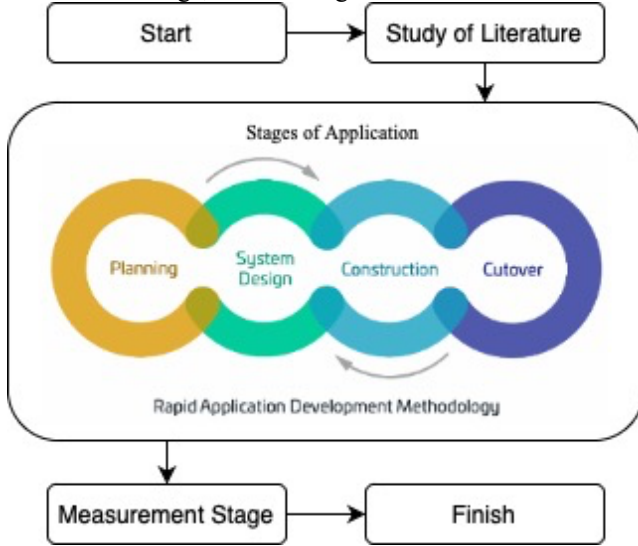 Start
Study of Literature
Stages of Application
Planning
System
Design
Construction
Cutover
Rapid Application Development Methodology
Measurement Stage
Finish